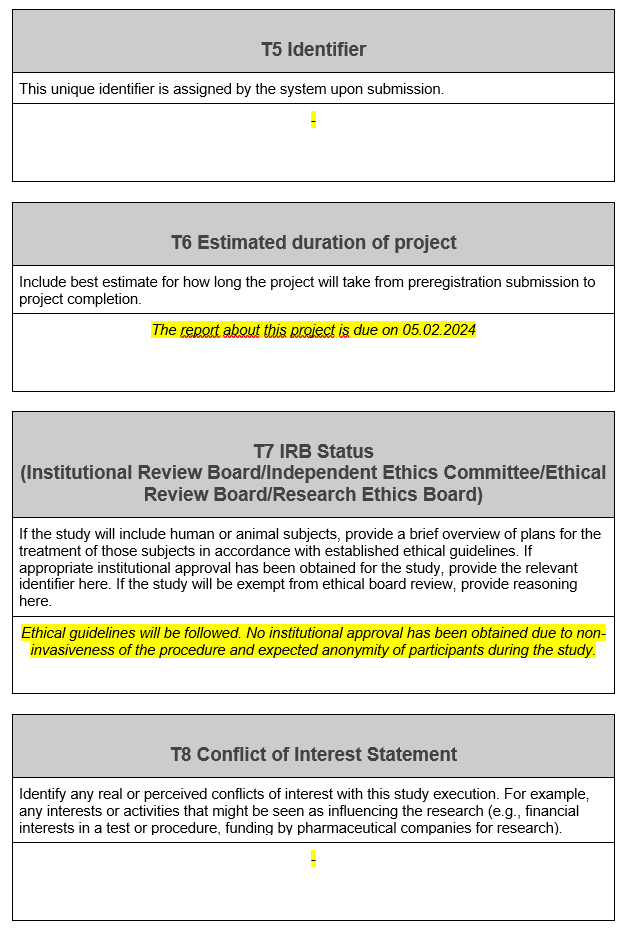 T5 Identifier
This unique identifier is assigned by the system upon submission.
-
T6 Estimated duration of project
Include best estimate for how long the project will take from preregistration submission to
project completion.
The report about this project is due on 05.02.2024
T7 IRB Status
(Institutional Review Board/Independent Ethics Committee/Ethical
Review Board/Research Ethics Board)
If the study will include human or animal subjects, provide a brief overview of plans for the
treatment of those subjects in accordance with established ethical guidelines. If
appropriate institutional approval has been obtained for the study, provide the relevant
identifier here. If the study will be exempt from ethical board review, provide reasoning
here.
Ethical guidelines will be followed. No institutional approval has been obtained due to non-
invasiveness of the procedure and expected anonymity of participants during the study.
T8 Conflict of Interest Statement
Identify any real or perceived conflicts of interest with this study execution. For example,
any interests or activities that might be seen as influencing the research (e.g., financial
interests in a test or procedure, funding by pharmaceutical companies for research).
-